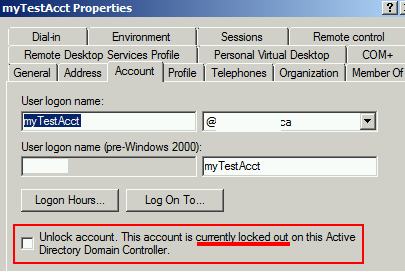 myTestAcct Properties
Dial-in Environment Sessions Remote control
Remote Desktop Services Profile Personal Virtual Desktop COM+
General Address Account Profile Telephones Organization Member Of
User logon name:
myTestAcct @ ca
User logon name (pre-Windows 2000):
myTestAcct
Logon Hours... Log On To...
Unlock account. This account is currently locked out on this Active
Directory Domain Controller.